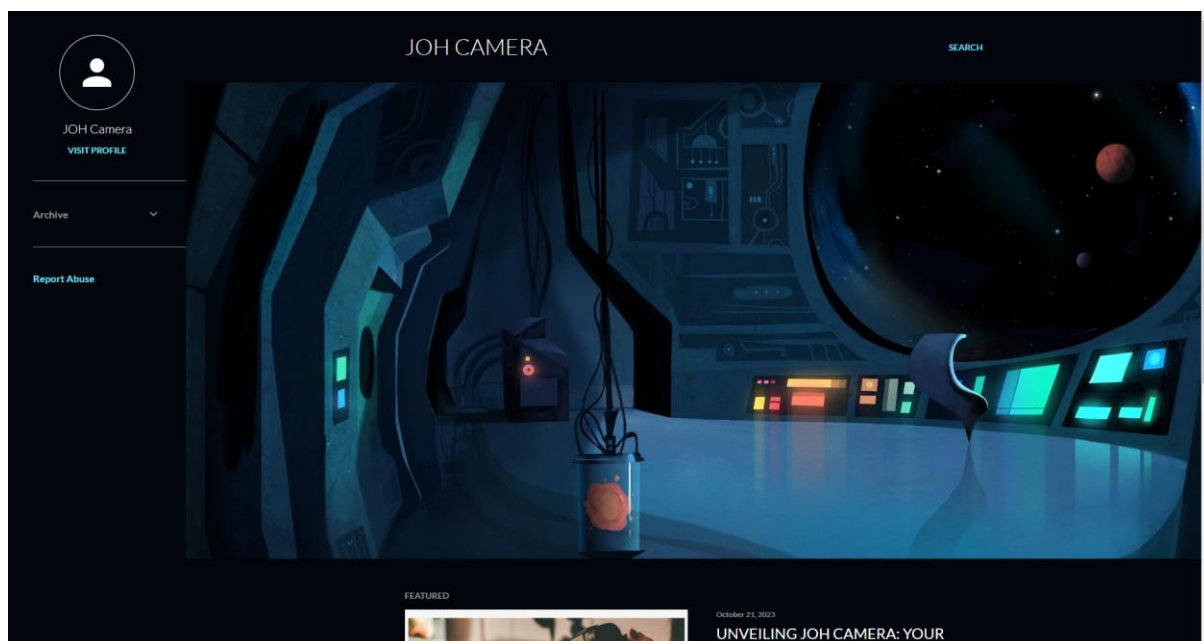 JOH CAMERA
SEARCH
JOH Camera
VISIT PROFILE
Archive
Report Abuse
FEATURED
October 21, 2023
UNVEILING JOH CAMERA: YOUR